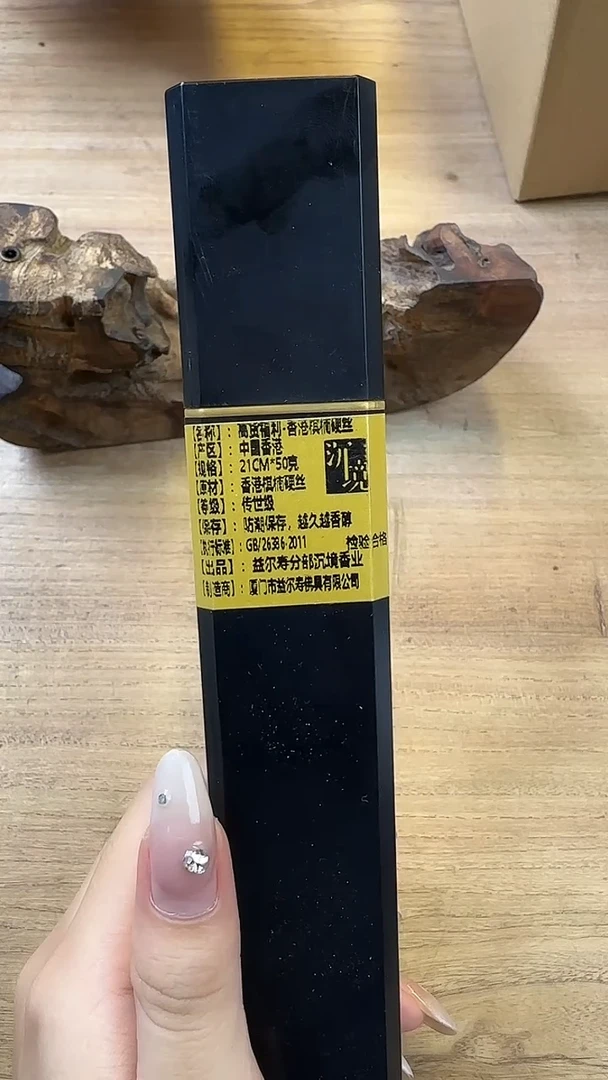 【名称】：高货福利-香港棋楠硬丝
【产区】：中國香港
【规格】：21CM*50克
【原材】：香港棋楠硬丝
【等级】：传世级
【保存】：防潮保存，越久越香醇
【执行标准】：GB/26386-2011
检验合格
【出品】：益尔寿分部沉境香业
【制造商】：厦门市益尔寿佛具有限公司
境